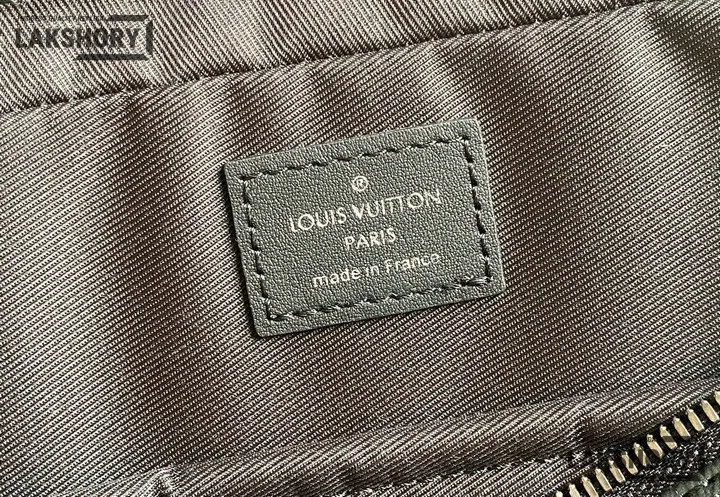 LAKSHORY
®
LOUIS VUITTON
PARIS
made in France